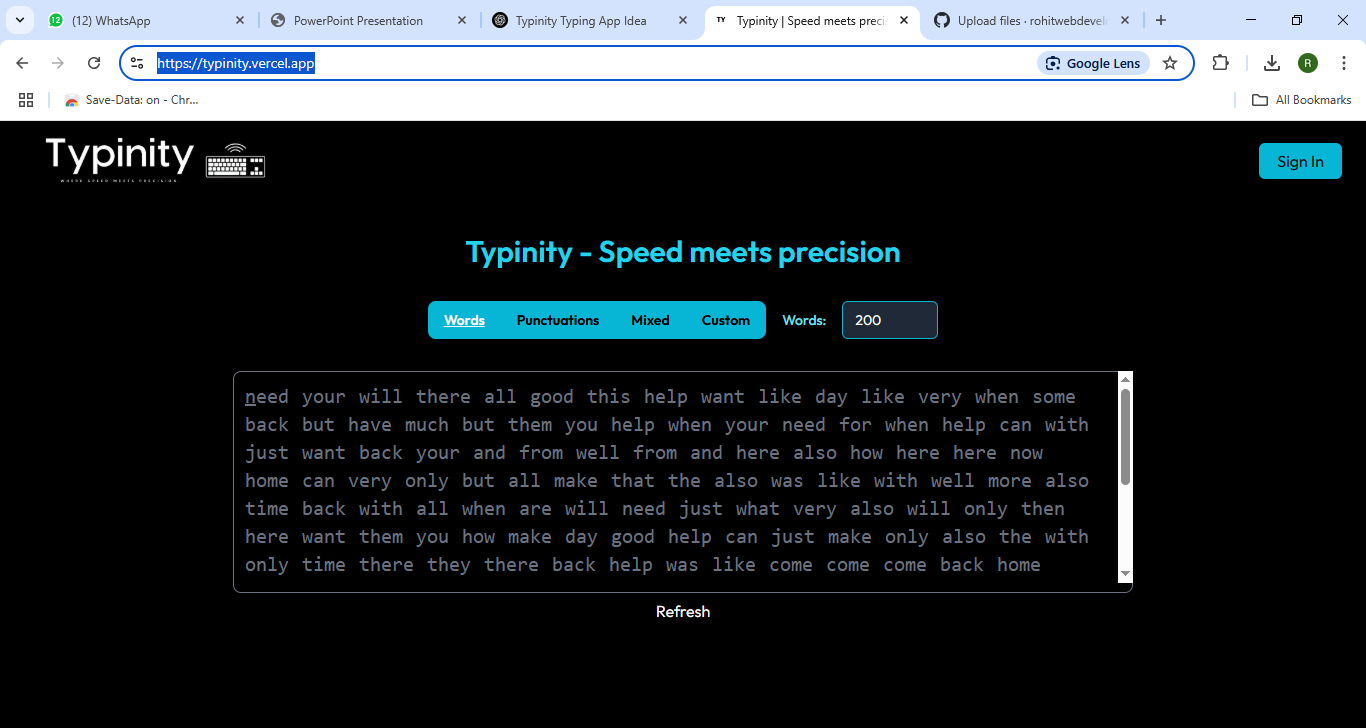 (12) WhatsApp
PowerPoint Presentation
Typinity Typing App Idea
TY Typinity | Speed meets preci
Upload files · rohitwebdevel
https://typinity.vercel.app
Google Lens
R
Save-Data: on - Chr...
All Bookmarks
Typinity
WHERE SPEED MEETS PRECISION
Sign In
Typinity - Speed meets precision
Words Punctuations Mixed Custom Words: 200
need your will there all good this help want like day like very when some
back but have much but them you help when your need for when help can with
just want back your and from well from and here also how here here now
home can very only but all make that the also was like with well more also
time back with all when are will need just what very also will only then
here want them you how make day good help can just make only also the with
only time there they there back help was like come come come back home
Refresh